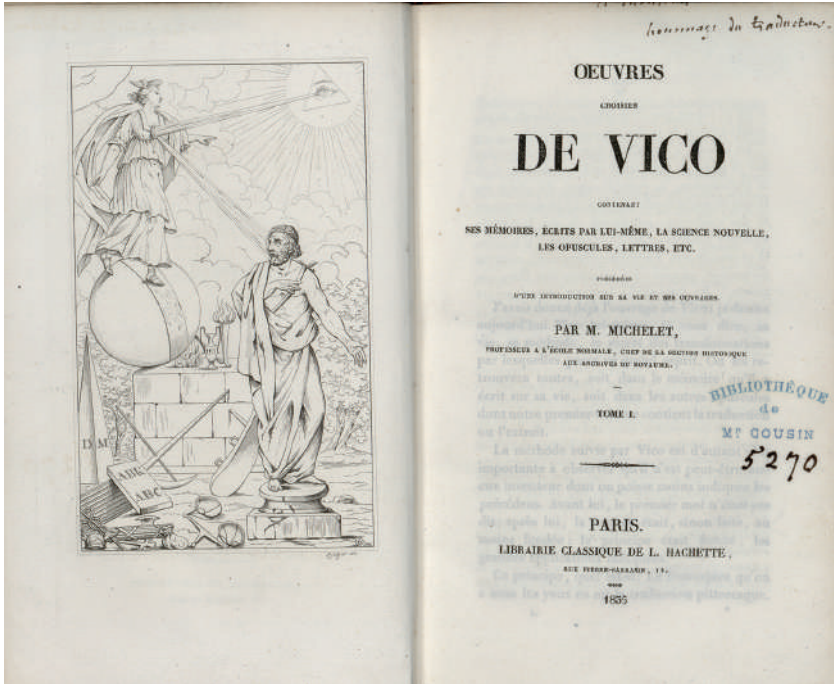 D M
ABC
ABC
hommage du traducteur.
ŒUVRES
CHOISIES
DE VICO
CONTENANT
SES MÉMOIRES, ÉCRITS PAR LUI-MÊME, LA SCIENCE NOUVELLE,
LES OPUSCULES, LETTRES, ETC.
PRÉCÉDÉES
D'UNE INTRODUCTION SUR SA VIE ET SES OUVRAGES.
PAR M. MICHELET,
PROFESSEUR A L'ÉCOLE NORMALE, CHEF DE LA SECTION HISTORIQUE
AUX ARCHIVES DU ROYAUME.
TOME I.
BIBLIOTHÉQUE
de
Mr COUSIN
5270
PARIS.
LIBRAIRIE CLASSIQUE DE L. HACHETTE,
RUE PIERRE-SARRAZIN, 12.
1835